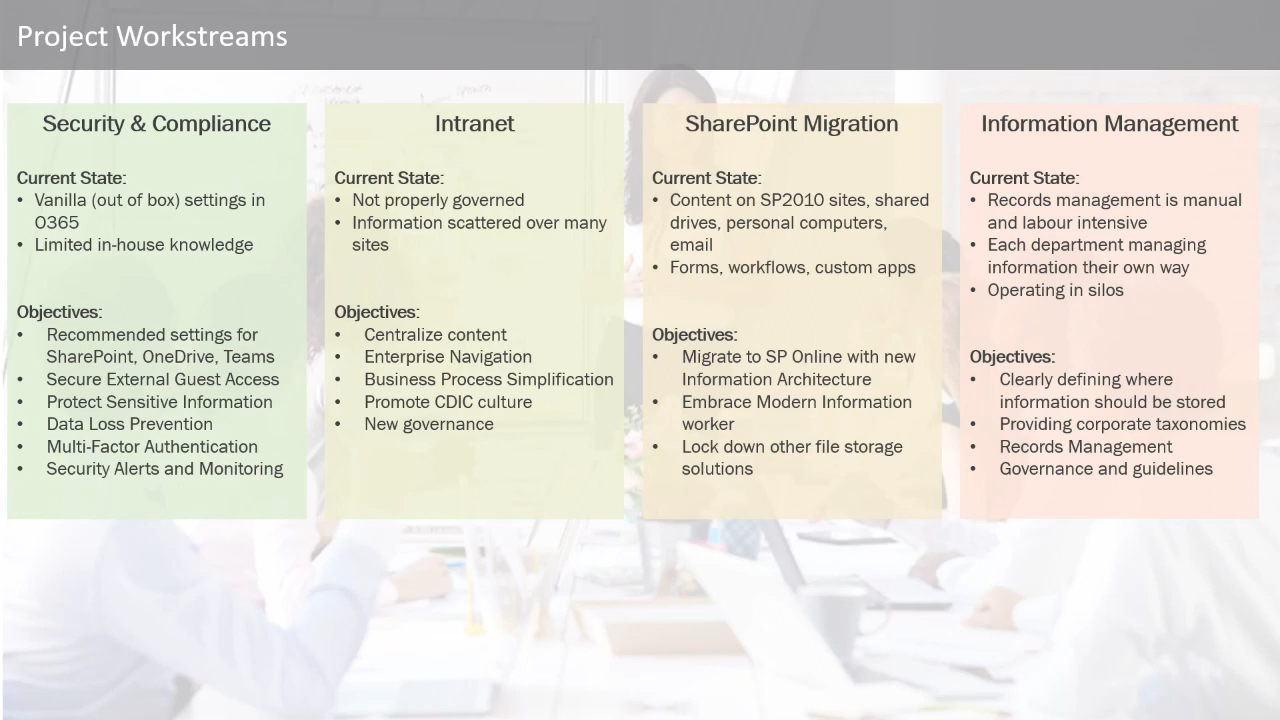 Project Workstreams
Security & Compliance
Current State:
• Vanilla (out of box) settings in
O365
• Limited in-house knowledge
Objectives:
• Recommended settings for
SharePoint, OneDrive, Teams
• Secure External Guest Access
• Protect Sensitive Information
• Data Loss Prevention
• Multi-Factor Authentication
• Security Alerts and Monitoring
Intranet
Current State:
• Not properly governed
• Information scattered over many
sites
Objectives:
• Centralize content
• Enterprise Navigation
• Business Process Simplification
• Promote CDIC culture
• New governance
SharePoint Migration
Current State:
• Content on SP2010 sites, shared
drives, personal computers,
email
• Forms, workflows, custom apps
Objectives:
• Migrate to SP Online with new
Information Architecture
• Embrace Modern Information
worker
• Lock down other file storage
solutions
Information Management
Current State:
• Records management is manual
and labour intensive
• Each department managing
information their own way
• Operating in silos
Objectives:
• Clearly defining where
information should be stored
• Providing corporate taxonomies
• Records Management
• Governance and guidelines